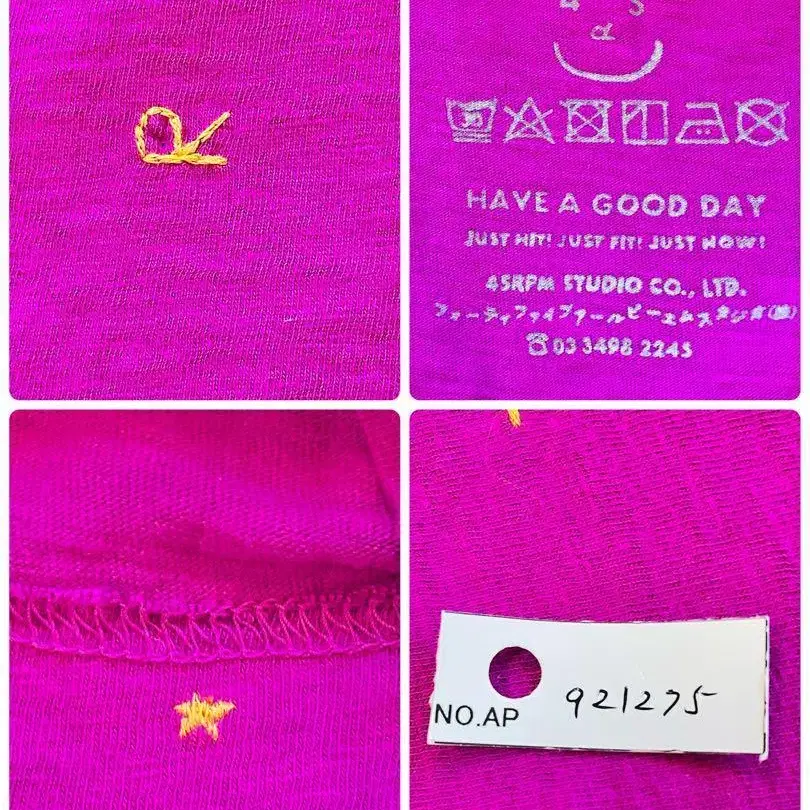 R
4 5
R
30
HAVE A GOOD DAY
JUST HIT! JUST FIT! JUST NOW!
45RPM STUDIO CO., LTD.
フォーティファイブアールピーエムスタジオ(株)
☎03 3498 2245
NO.AP 921275